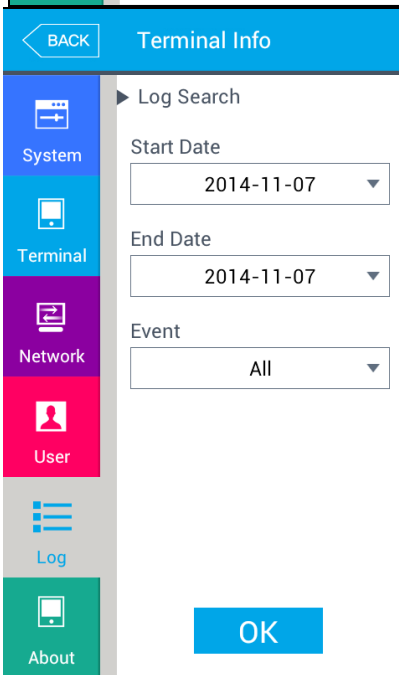 BACK
Terminal Info
System
Terminal
Network
User
Log
About
Log Search
Start Date
2014-11-07
End Date
2014-11-07
Event
All
OK